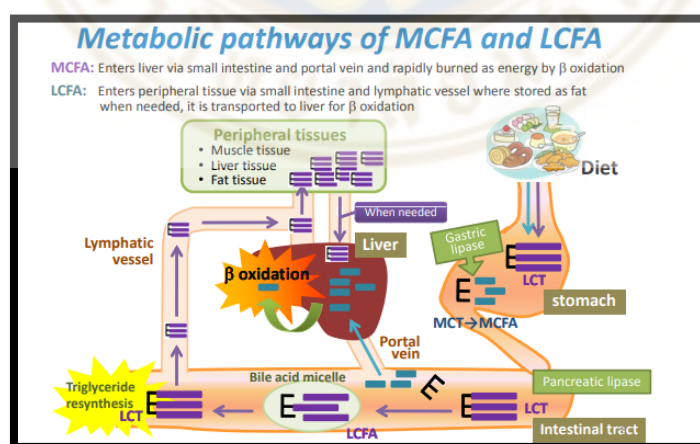 Metabolic pathways of MCFA and LCFA
MCFA: Enters liver via small intestine and portal vein and rapidly burned as energy by β oxidation
LCFA: Enters peripheral tissue via small intestine and lymphatic vessel where stored as fat
when needed, it is transported to liver for β oxidation
Peripheral tissues
• Muscle tissue
• Liver tissue
• Fat tissue
Diet
When needed
Lymphatic
vessel
Liver
β oxidation
Gastric
lipase
LCT
stomach
MCT→MCFA
Portal
vein
Triglyceride
resynthesis
LCT
Bile acid micelle
LCFA
Pancreatic lipase
LCT
Intestinal tract